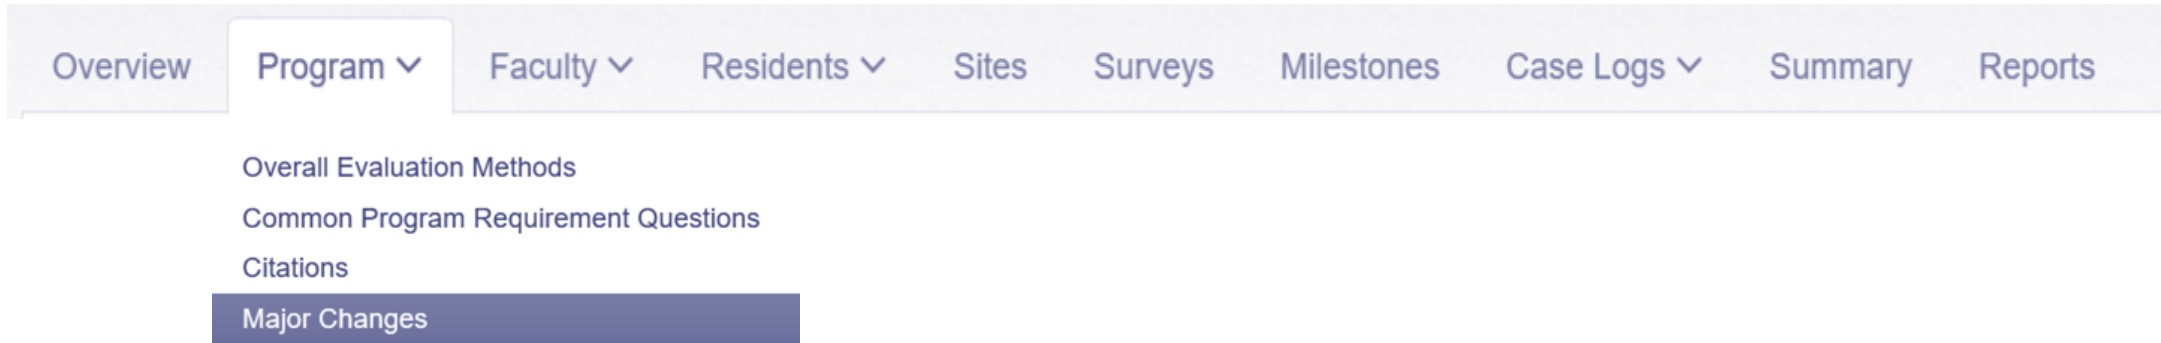 Overview Program Faculty Residents Sites Surveys Milestones Case Logs Summary Reports
Overall Evaluation Methods
Common Program Requirement Questions
Citations
Major Changes